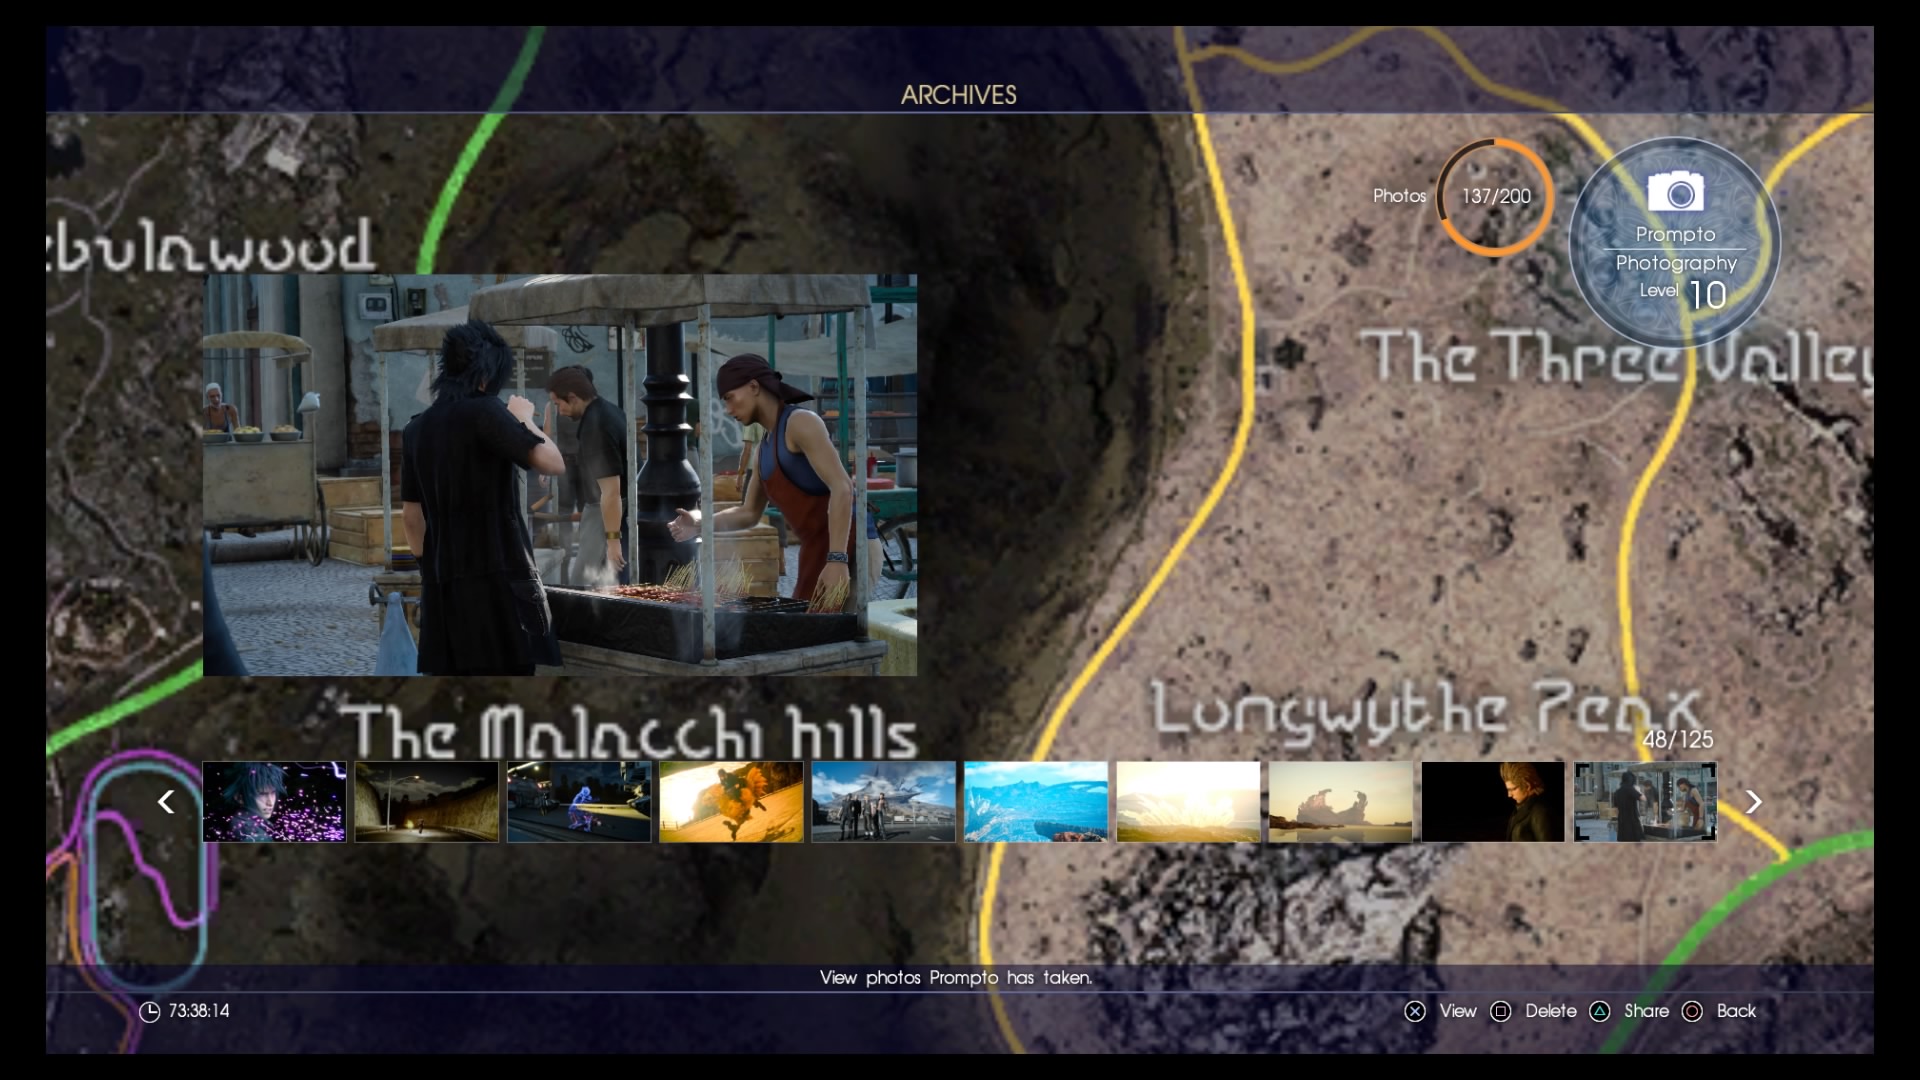 ARCHIVES
Photos 137/200
Prompto
Photography
Level 10
The Three Valley
The Malacchi hills
Longwythe Peak
48/125
View photos Prompto has taken.
73:38:14
View Delete Share Back